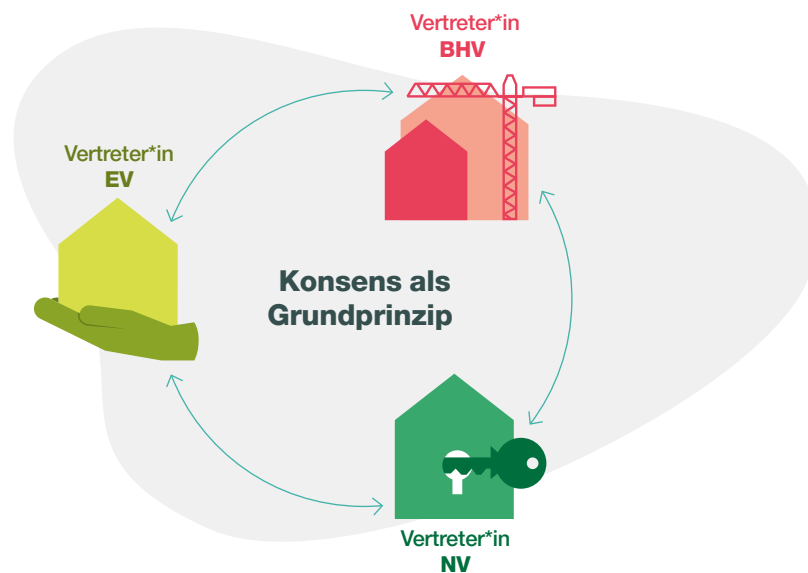 Vertreter*in
BHV
Vertreter*in
EV
Konsens als
Grundprinzip
Vertreter*in
NV